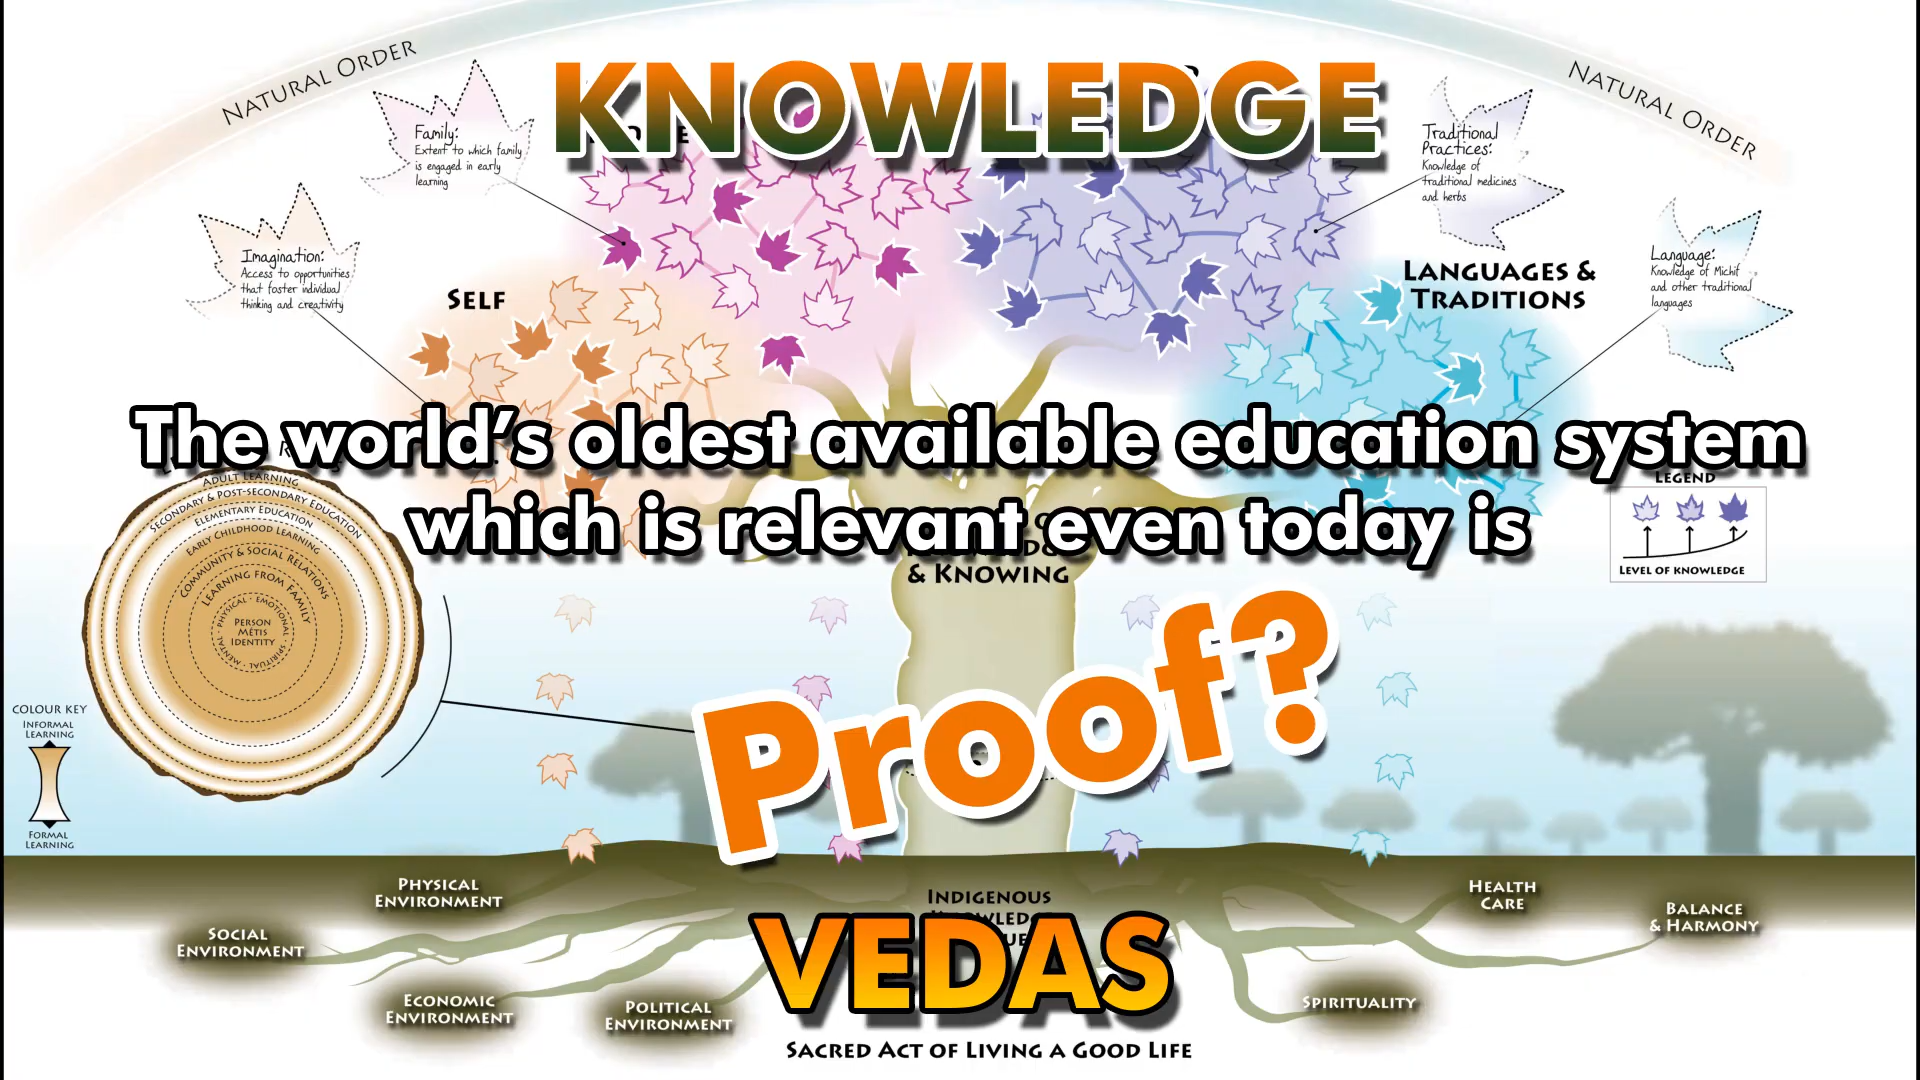 NATURAL ORDER
NATURAL ORDER
KNOWLEDGE
Family:
Extent to which family
is engaged in early
learning
Traditional
Practices:
Knowledge of
traditional medicines
and herbs
Imagination:
Access to opportunities
that foster individual
thinking and creativity
SELF
LANGUAGES &
TRADITIONS
Language:
Knowledge of Michif
and other traditional
languages
The world's oldest available education system
which is relevant even today is
& KNOWING
LEGEND
LEVEL OF KNOWLEDGE
ADULT LEARNING
SECONDARY & POST-SECONDARY EDUCATION
ELEMENTARY EDUCATION
EARLY CHILDHOOD LEARNING
COMMUNITY & SOCIAL RELATIONS
LEARNING FROM FAMILY
PHYSICAL · EMOTIONAL · SPIRITUAL · MENTAL
PERSON
MÉTIS
IDENTITY
Proof?
COLOUR KEY
INFORMAL
LEARNING
FORMAL
LEARNING
PHYSICAL
ENVIRONMENT
SOCIAL
ENVIRONMENT
ECONOMIC
ENVIRONMENT
POLITICAL
ENVIRONMENT
INDIGENOUS
VEDAS
HEALTH
CARE
BALANCE
& HARMONY
SPIRITUALITY
SACRED ACT OF LIVING A GOOD LIFE